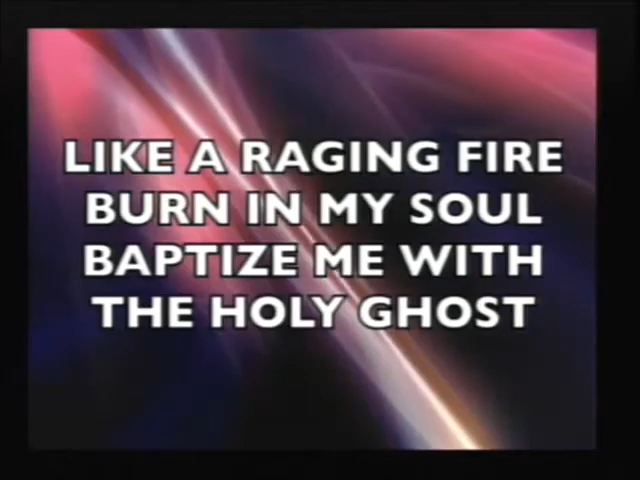 LIKE A RAGING FIRE
BURN IN MY SOUL
BAPTIZE ME WITH
THE HOLY GHOST